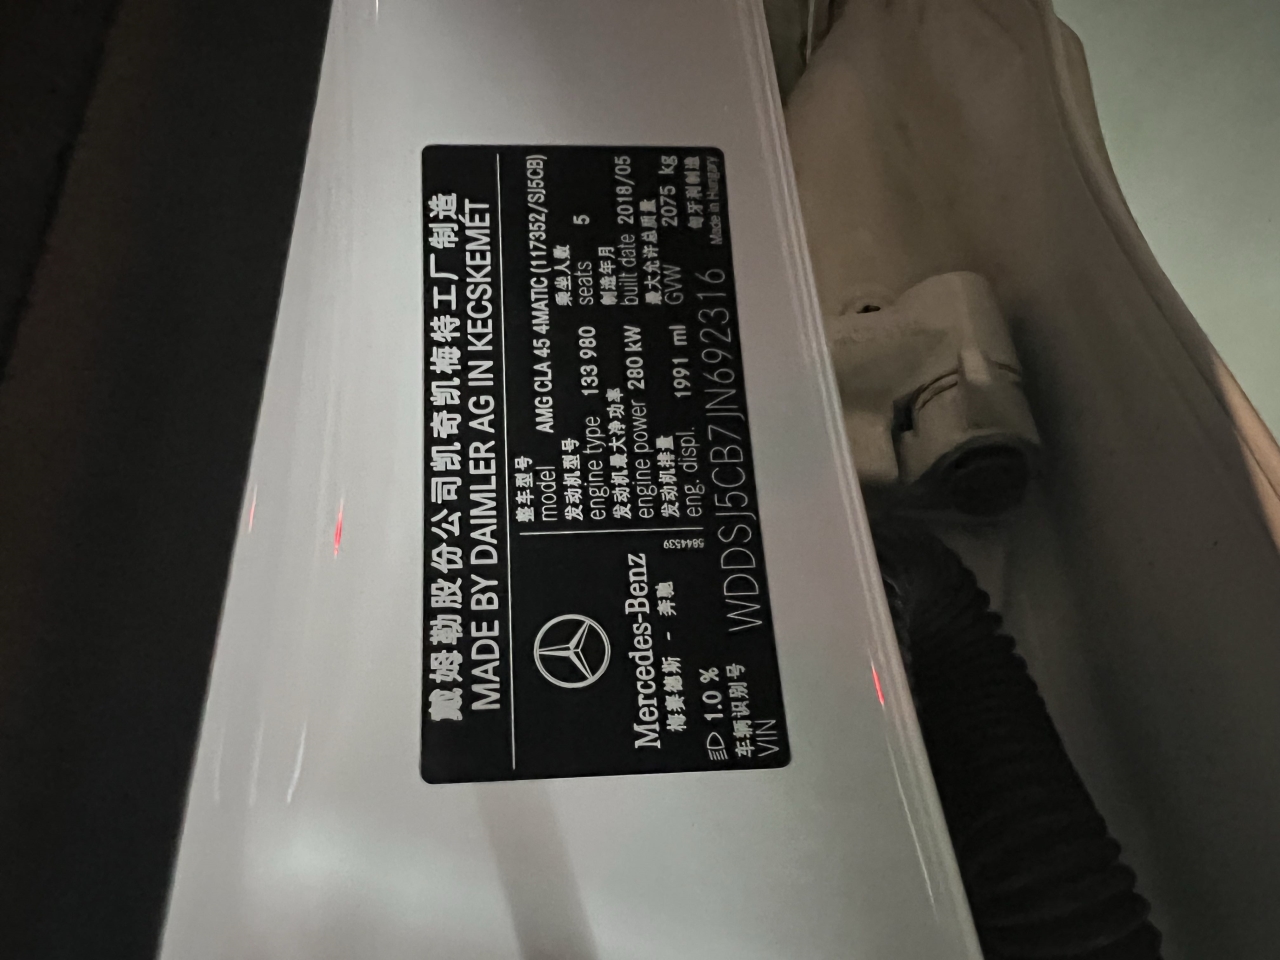 戴姆勒股份公司凯奇凯梅特工厂制造
MADE BY DAIMLER AG IN KECSKEMÉT
整车型号
model AMG CLA 45 4MATIC (117352/SJ5CB)
发动机型号 乘坐人数
engine type 133 980 seats 5
发动机最大净功率 制造年月
engine power 280 kW built date 2018/05
发动机排量 最大允许总质量
eng. displ. 1991 ml GVW 2075 kg
Mercedes-Benz
梅赛德斯 - 奔驰
5844539
1.0 %
匈牙利制造
Made in Hungary
车辆识别号
VIN WDDSJ5CB7JN692316